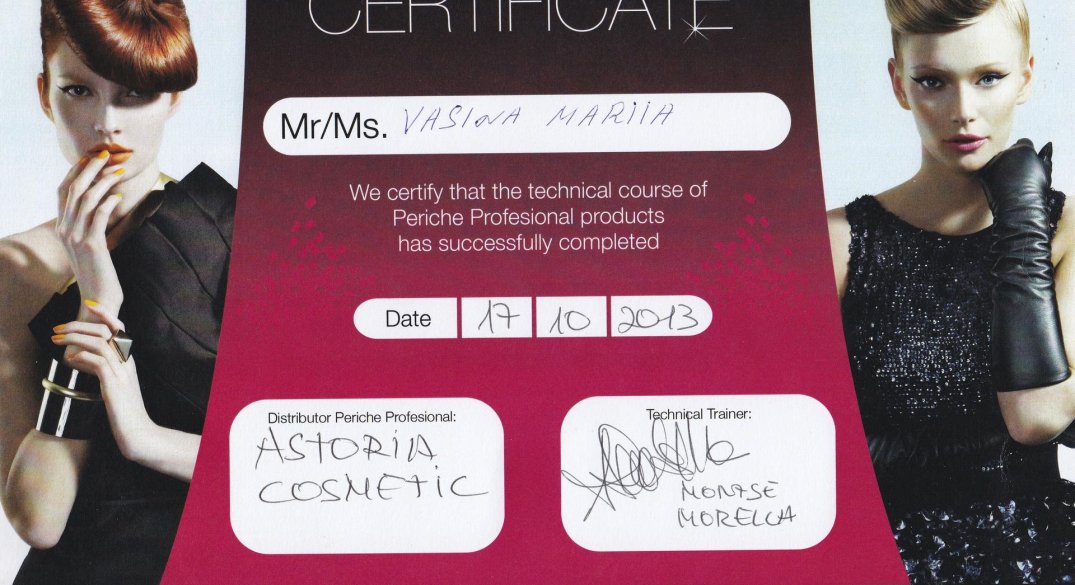 CERTIFICATE
Mr/Ms. VASINA MARIIA
We certify that the technical course of
Periche Profesional products
has successfully completed
Date 17 10 2013
Distributor Periche Profesional:
ASTORIA
COSMETIC
Technical Trainer:
MONTSE
MORELLA